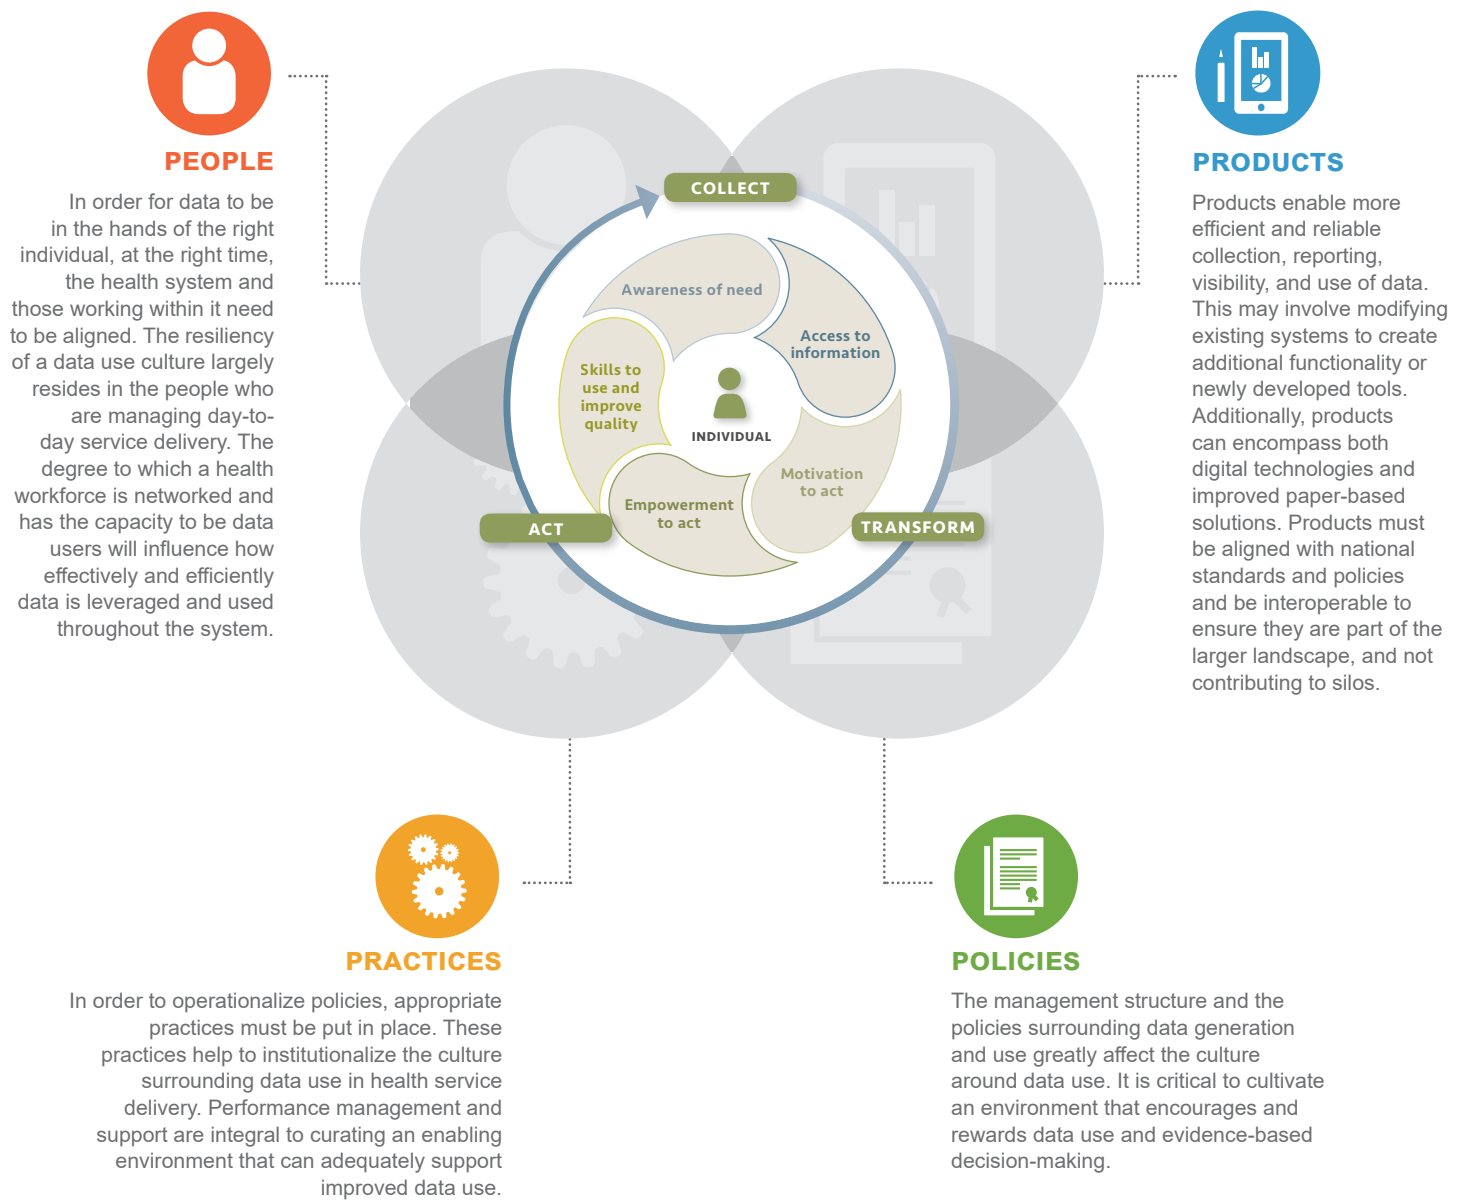 PEOPLE
In order for data to be
in the hands of the right
individual, at the right time,
the health system and
those working within it need
to be aligned. The resiliency
of a data use culture largely
resides in the people who
are managing day-to-
day service delivery. The
degree to which a health
workforce is networked and
has the capacity to be data
users will influence how
effectively and efficiently
data is leveraged and used
throughout the system.
COLLECT
Awareness of need
Access to
information
Skills to
use and
improve
quality
INDIVIDUAL
Motivation
to act
Empowerment
to act
ACT
TRANSFORM
PRODUCTS
Products enable more
efficient and reliable
collection, reporting,
visibility, and use of data.
This may involve modifying
existing systems to create
additional functionality or
newly developed tools.
Additionally, products
can encompass both
digital technologies and
improved paper-based
solutions. Products must
be aligned with national
standards and policies
and be interoperable to
ensure they are part of the
larger landscape, and not
contributing to silos.
PRACTICES
In order to operationalize policies, appropriate
practices must be put in place. These
practices help to institutionalize the culture
surrounding data use in health service
delivery. Performance management and
support are integral to curating an enabling
environment that can adequately support
improved data use.
POLICIES
The management structure and the
policies surrounding data generation
and use greatly affect the culture
around data use. It is critical to cultivate
an environment that encourages and
rewards data use and evidence-based
decision-making.